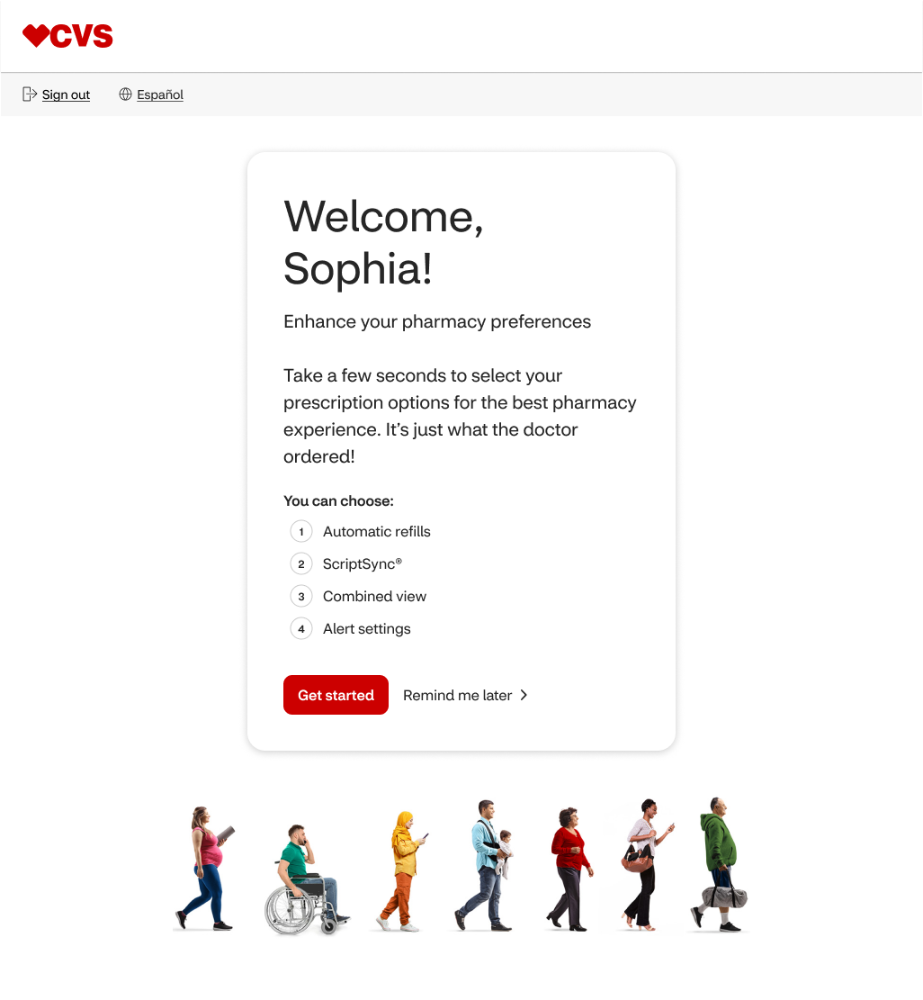 CVS
Sign out
Español
Welcome,
Sophia!
Enhance your pharmacy preferences
Take a few seconds to select your
prescription options for the best pharmacy
experience. It’s just what the doctor
ordered!
You can choose:
1 Automatic refills
2 ScriptSync®
3 Combined view
4 Alert settings
Get started
Remind me later